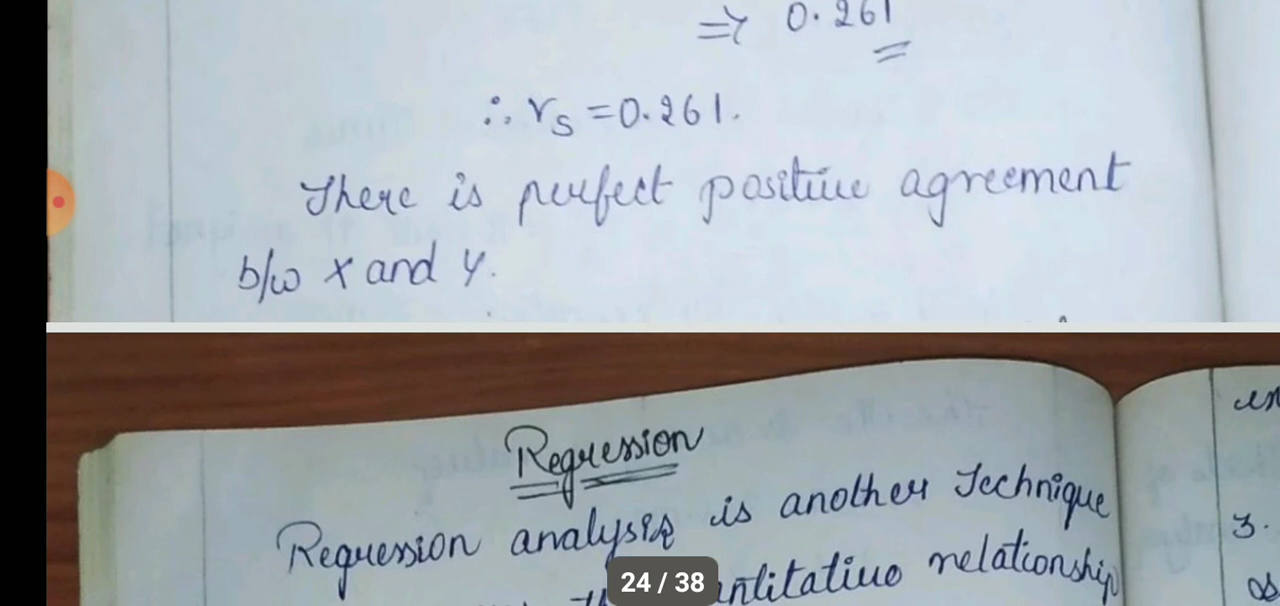 ⇒ 0.261
∴ rs = 0.261.
There is perfect positive agreement
b/w X and Y.
Regression
Regression analysis is another Technique
relationship
3.
24 / 38